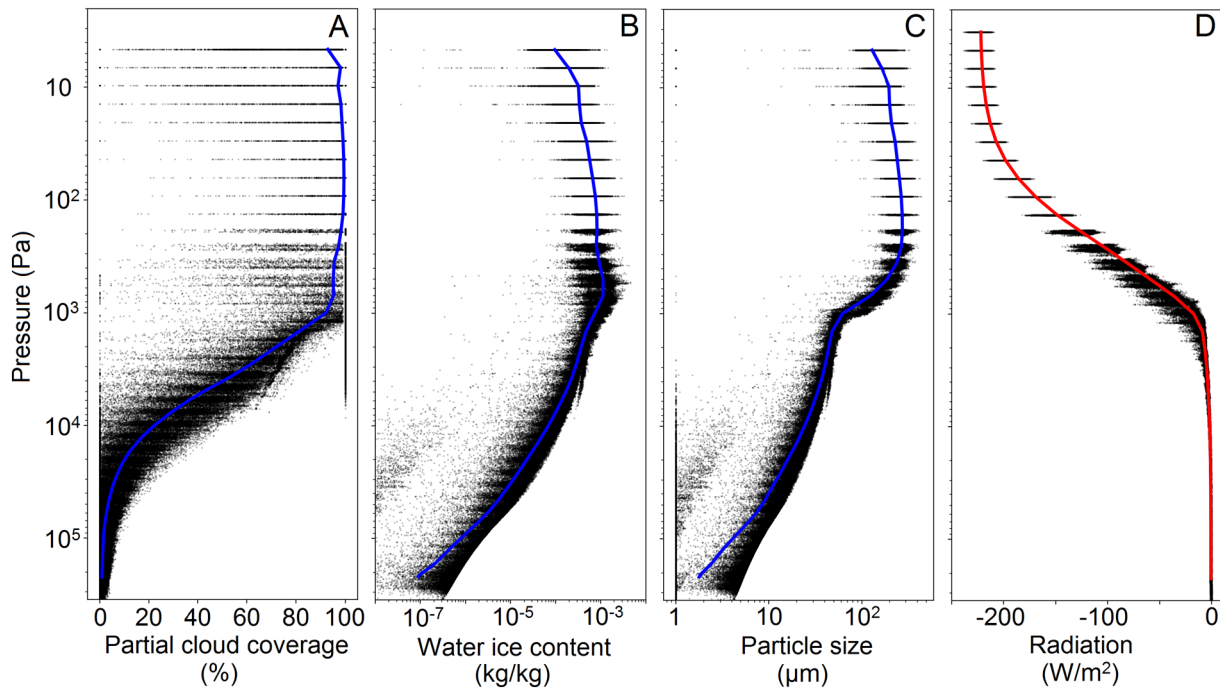 A
B
C
D
Pressure (Pa)
10
10²
10³
10⁴
10⁵
0 20 40 60 80 100
10⁻⁷ 10⁻⁵ 10⁻³
1 10 10²
-200 -100 0
Partial cloud coverage
(%)
Water ice content
(kg/kg)
Particle size
(µm)
Radiation
(W/m²)